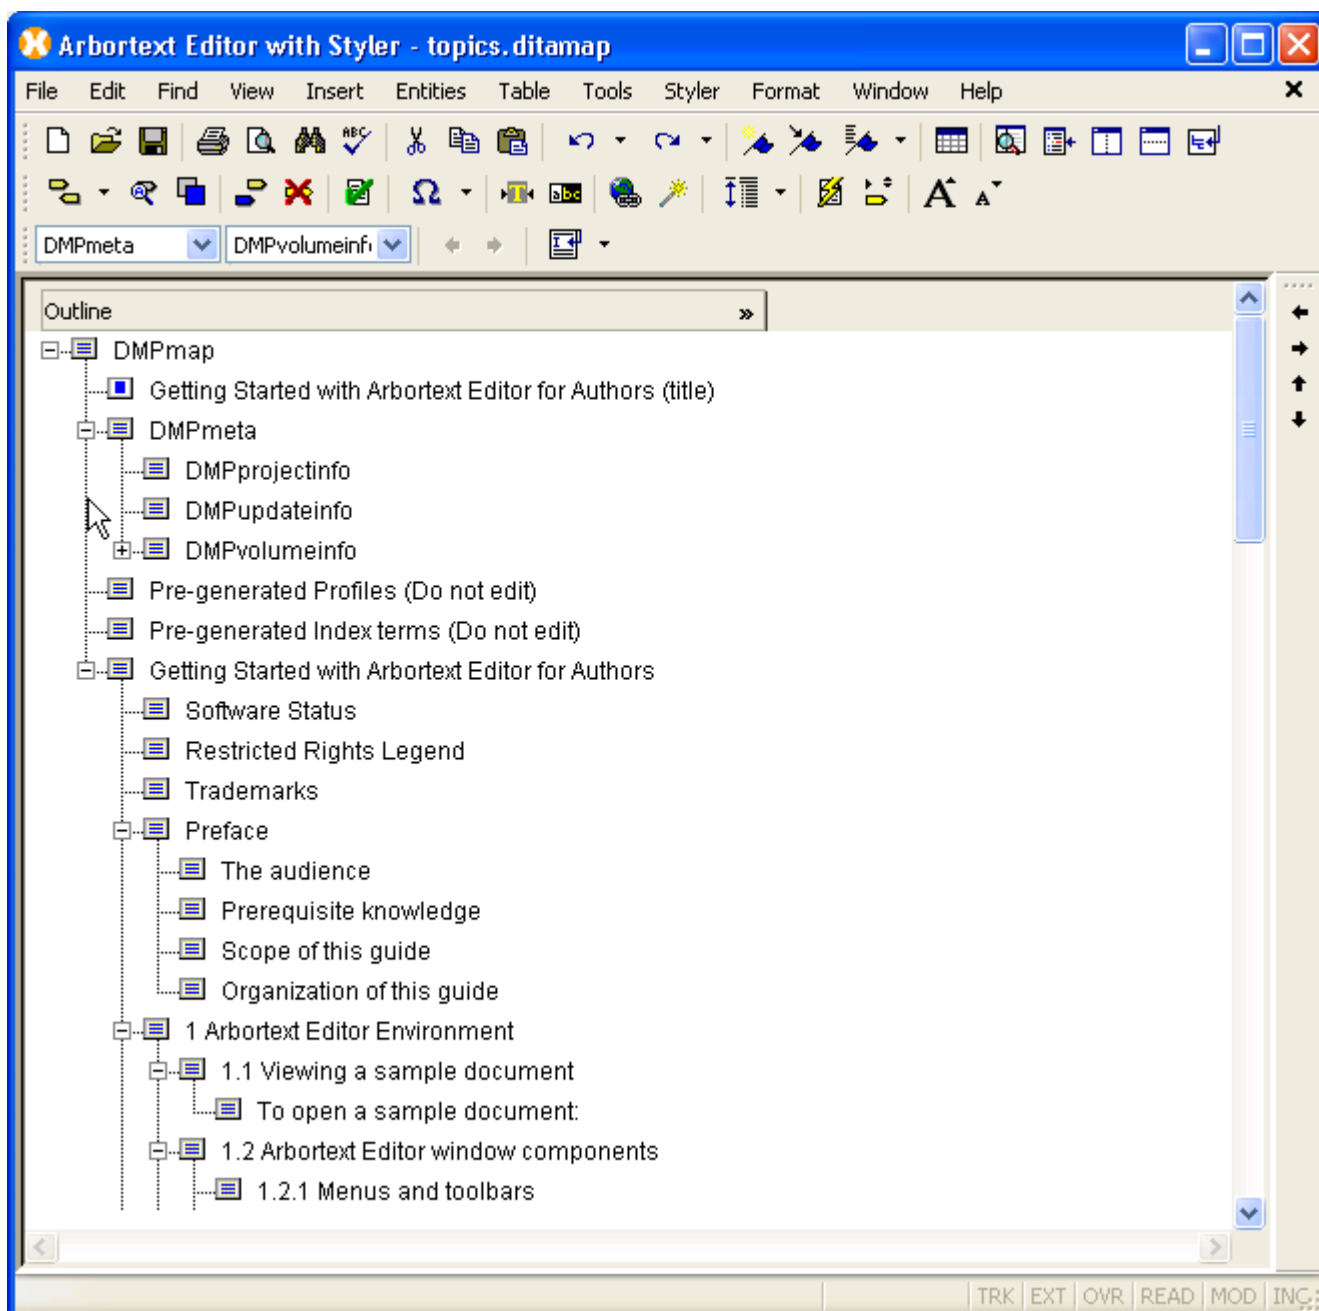 Arbortext Editor with Styler - topics.ditamap
File Edit Find View Insert Entities Table Tools Styler Format Window Help
ABC
DMPmeta DMPvolumeinf
Outline »
DMPmap
Getting Started with Arbortext Editor for Authors (title)
DMPmeta
DMPprojectinfo
DMPupdateinfo
DMPvolumeinfo
Pre-generated Profiles (Do not edit)
Pre-generated Index terms (Do not edit)
Getting Started with Arbortext Editor for Authors
Software Status
Restricted Rights Legend
Trademarks
Preface
The audience
Prerequisite knowledge
Scope of this guide
Organization of this guide
1 Arbortext Editor Environment
1.1 Viewing a sample document
To open a sample document:
1.2 Arbortext Editor window components
1.2.1 Menus and toolbars
TRK EXT OVR READ MOD INC